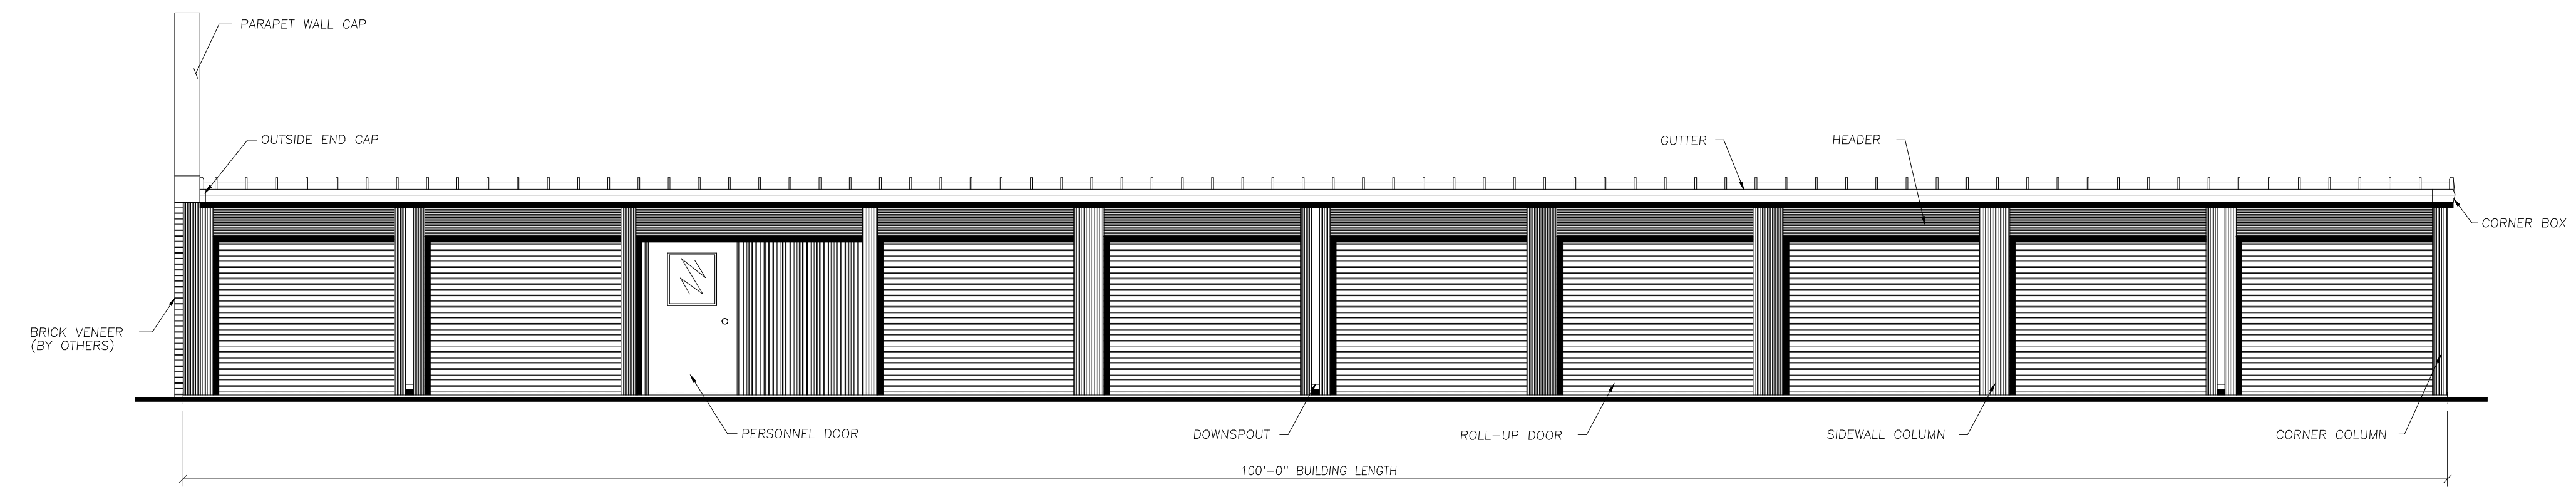 PARAPET WALL CAP
OUTSIDE END CAP
GUTTER
HEADER
CORNER BOX
BRICK VENEER
(BY OTHERS)
PERSONNEL DOOR
DOWNSPOUT
ROLL-UP DOOR
SIDEWALL COLUMN
CORNER COLUMN
100'-0" BUILDING LENGTH